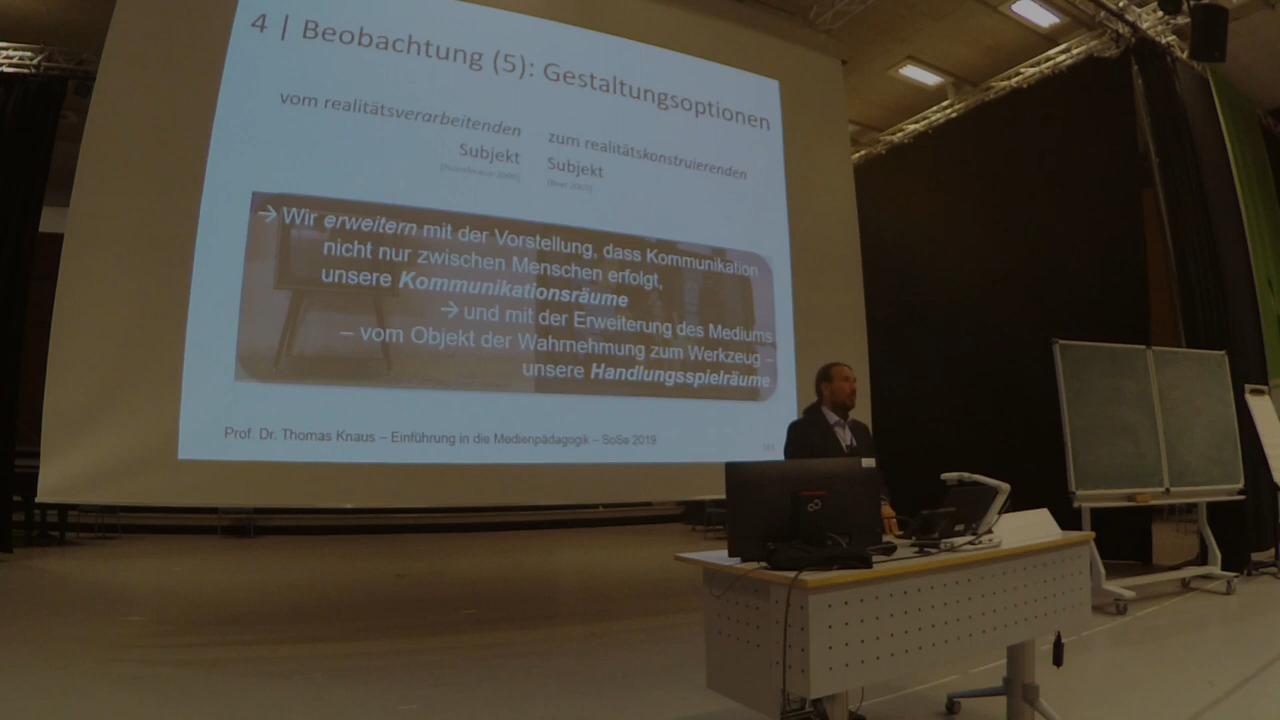 4 | Beobachtung (5): Gestaltungsoptionen
vom realitätsverarbeitenden
Subjekt
zum realitätskonstruierenden
Subjekt
→ Wir erweitern mit der Vorstellung, dass Kommunikation
nicht nur zwischen Menschen erfolgt,
unsere Kommunikationsräume
→ und mit der Erweiterung des Mediums
– vom Objekt der Wahrnehmung zum Werkzeug –
unsere Handlungsspielräume
Prof. Dr. Thomas Knaus – Einführung in die Medienpädagogik – SoSe 2019